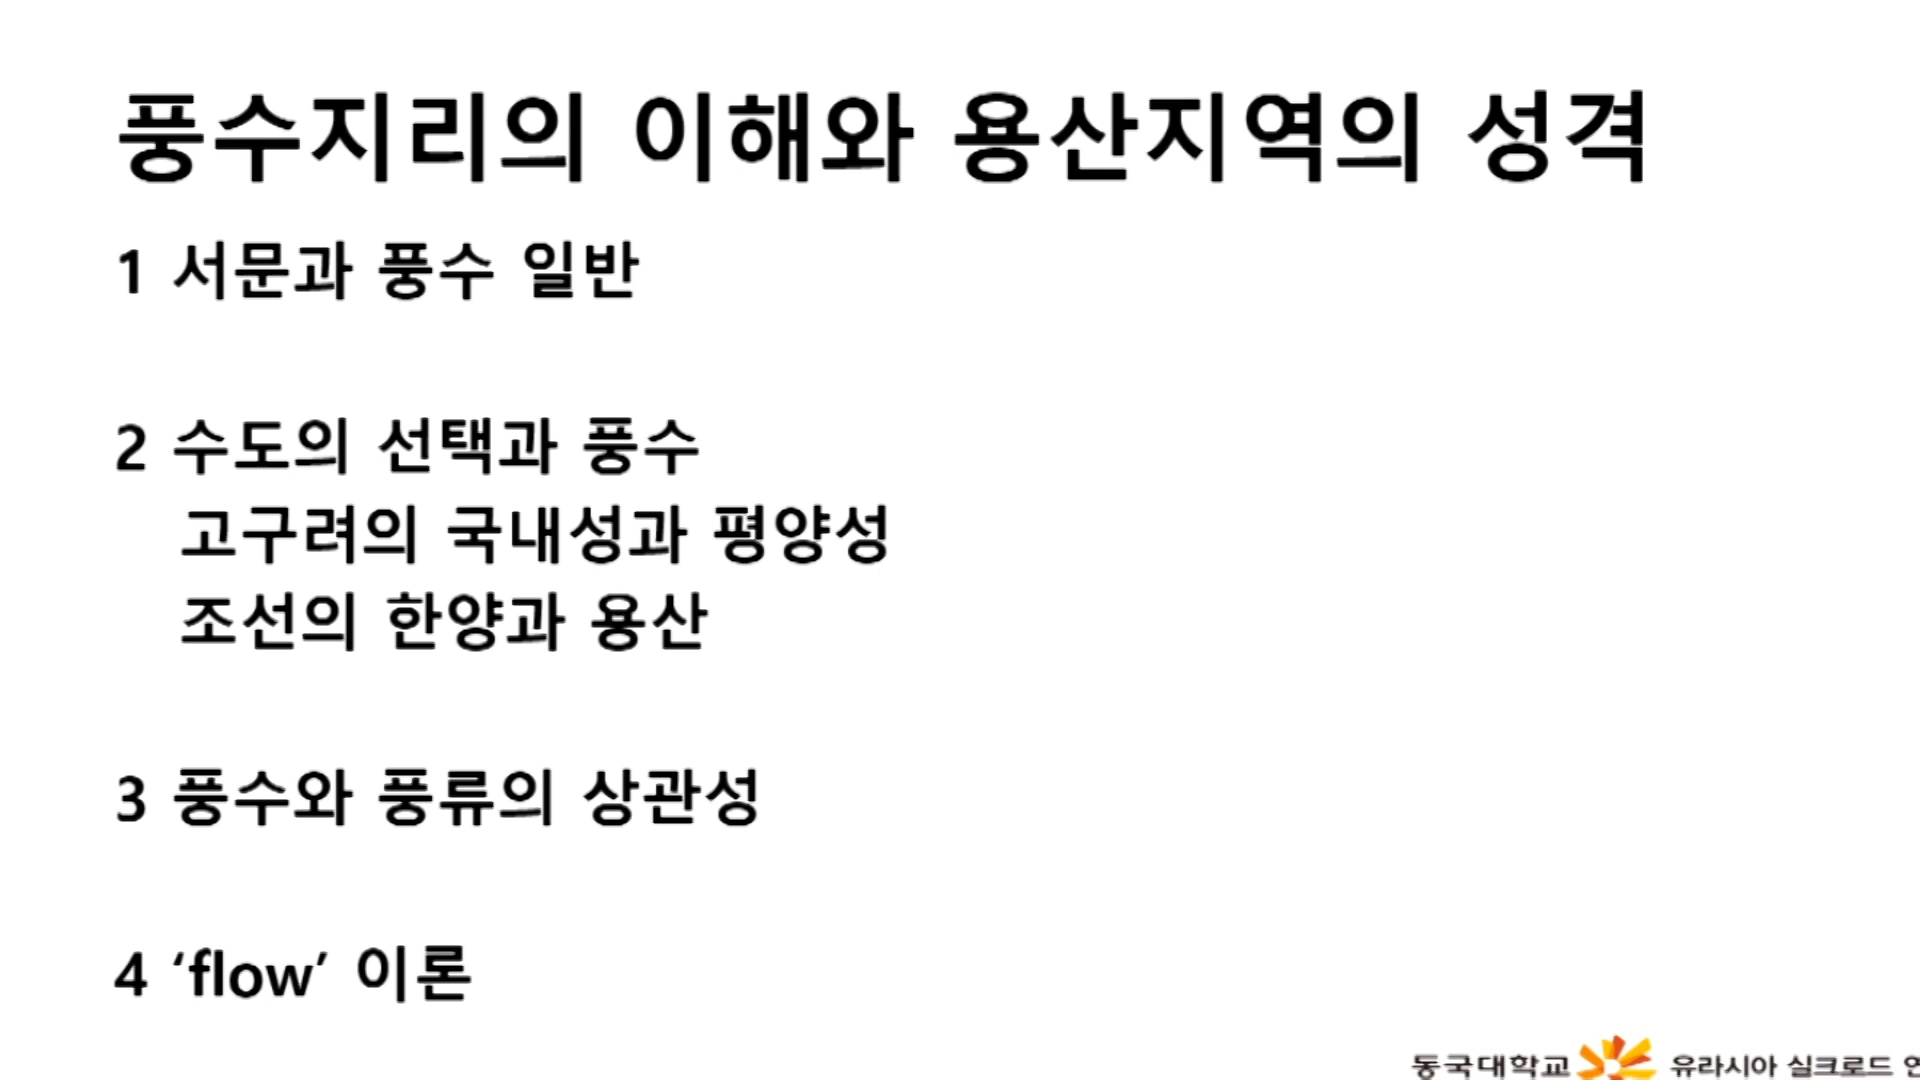 풍수지리의 이해와 용산지역의 성격
1 서문과 풍수 일반
2 수도의 선택과 풍수
고구려의 국내성과 평양성
조선의 한양과 용산
3 풍수와 풍류의 상관성
4 ‘flow’ 이론
동국대학교 유라시아 실크로드